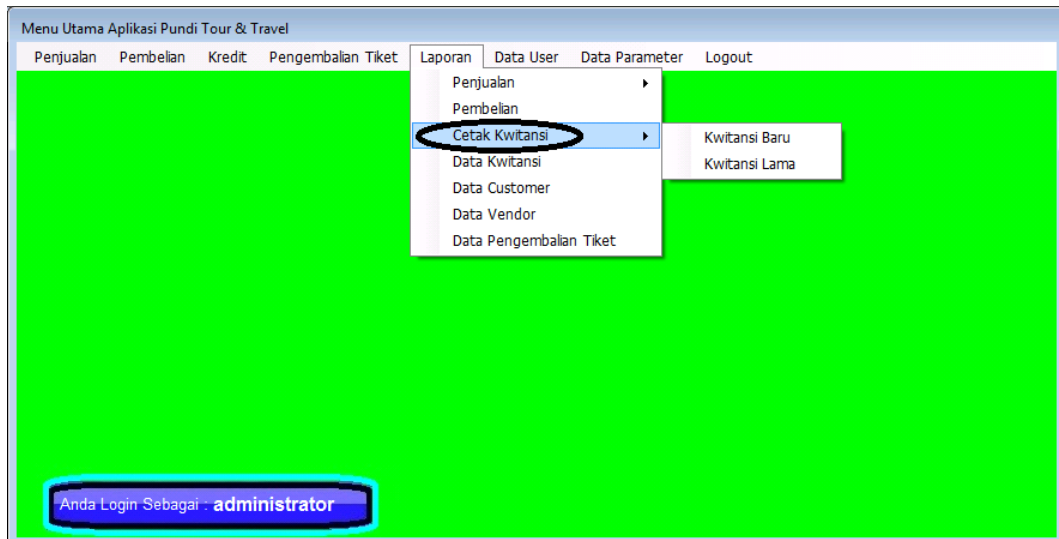 Menu Utama Aplikasi Pundi Tour & Travel
Penjualan Pembelian Kredit Pengembalian Tiket Laporan Data User Data Parameter Logout
Penjualan
Pembelian
Cetak Kwitansi
Kwitansi Baru
Data Kwitansi
Kwitansi Lama
Data Customer
Data Vendor
Data Pengembalian Tiket
Anda Login Sebagai : administrator